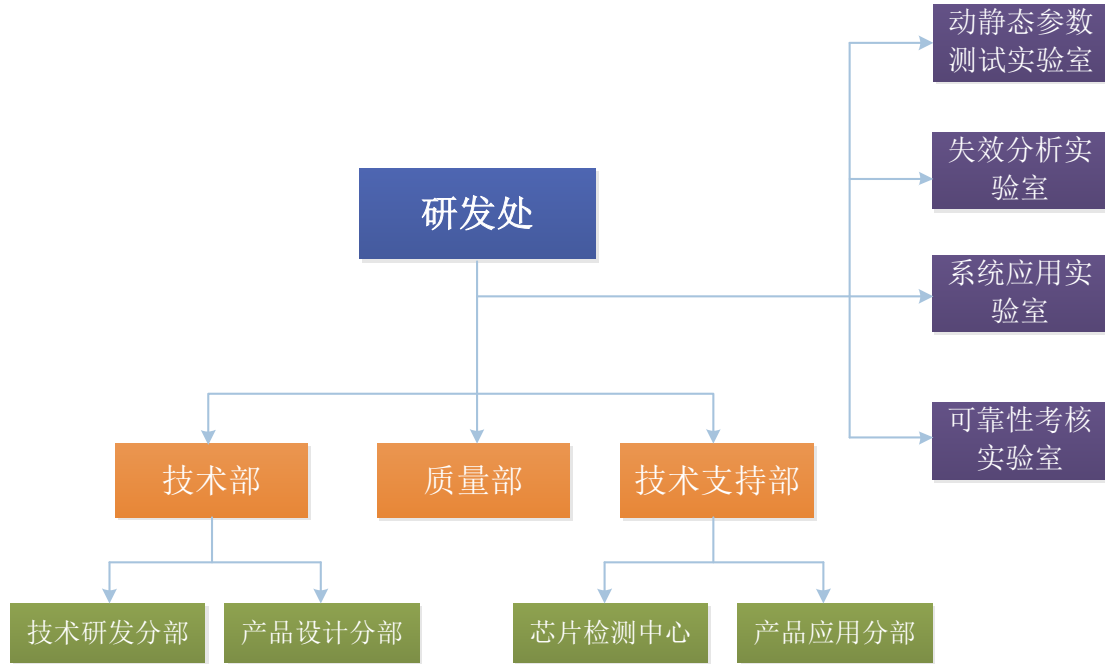 动静态参数
测试实验室
失效分析实
验室
研发处
系统应用实
验室
可靠性考核
实验室
技术部
质量部
技术支持部
技术研发分部
产品设计分部
芯片检测中心
产品应用分部